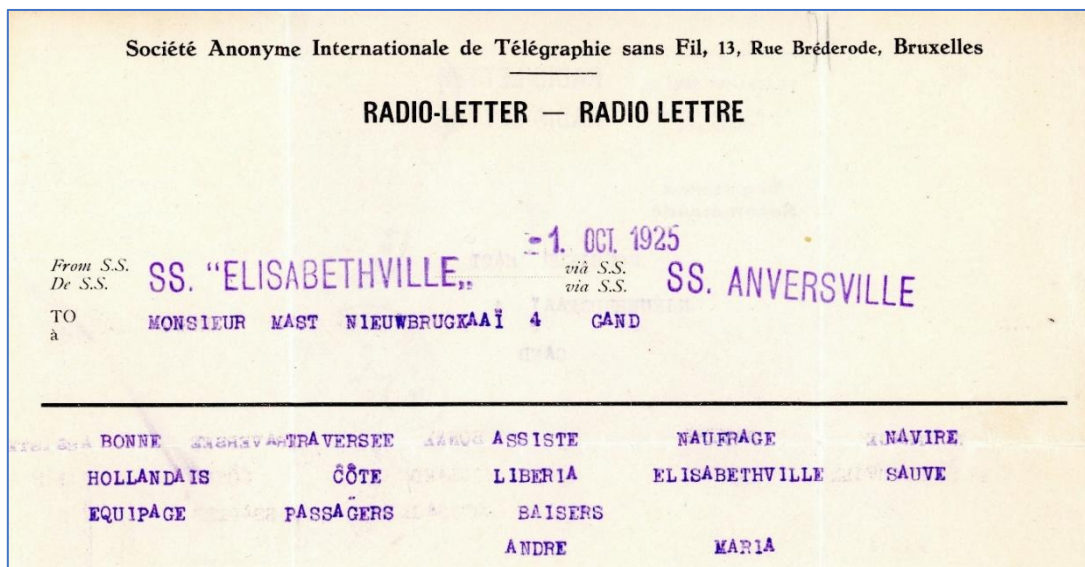 Société Anonyme Internationale de Télégraphie sans Fil, 13, Rue Bréderode, Bruxelles
RADIO-LETTER — RADIO LETTRE
-1. OCT. 1925
From S.S. SS. "ELISABETHVILLE„ viâ S.S. SS. ANVERSVILLE
De S.S. via S.S.
TO MONSIEUR MAST NIEUWBRUGKAAÏ 4 GAND
à
BONNE TRAVERSEE ASSISTE NAUFRAGE NAVIRE
HOLLANDAIS CÔTE LIBERIA ELISABETHVILLE SAUVE
EQUIPAGE PASSAGERS BAISERS
ANDRE MARIA